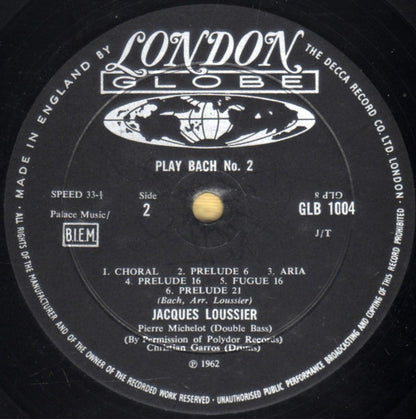 LONDON
GLOBE
MADE IN ENGLAND BY
THE DECCA RECORD CO. LTD. LONDON.
PLAY BACH No. 2
SPEED 33-⅓
Side
2
GLP 8
GLB 1004
Palace Music/
B.I.E.M.
J/T
1. CHORAL 2. PRELUDE 6 3. ARIA
4. PRELUDE 16 5. FUGUE 16
6. PRELUDE 21
(Bach, Arr. Loussier)
JACQUES LOUSSIER
Pierre Michelot (Double Bass)
(By Permission of Polydor Records)
Christian Garros (Drums)
℗ 1962
ALL RIGHTS OF THE MANUFACTURER AND OF THE OWNER OF THE RECORDED WORK RESERVED · UNAUTHORISED PUBLIC PERFORMANCE BROADCASTING AND COPYING OF THIS RECORD PROHIBITED